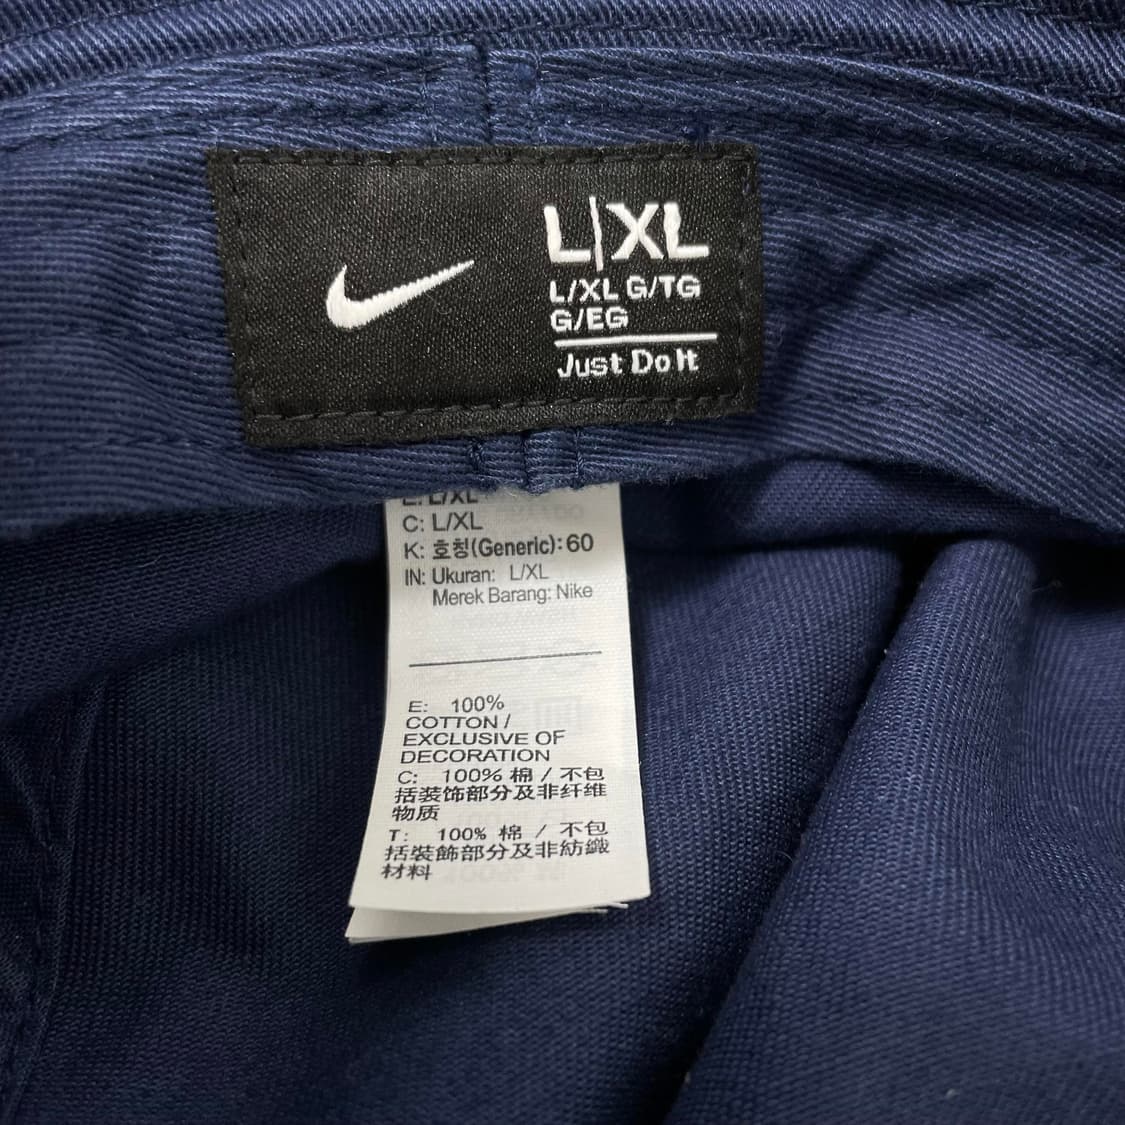 L|XL
L/XL G/TG
G/EG
Just Do It
E: L/XL
C: L/XL
K: 호칭(Generic): 60
IN: Ukuran: L/XL
Merek Barang: Nike
E: 100%
COTTON /
EXCLUSIVE OF
DECORATION
C: 100% 棉 / 不包
括装饰部分及非纤维
物质
T: 100% 棉 / 不包
括裝飾部分及非紡織
材料